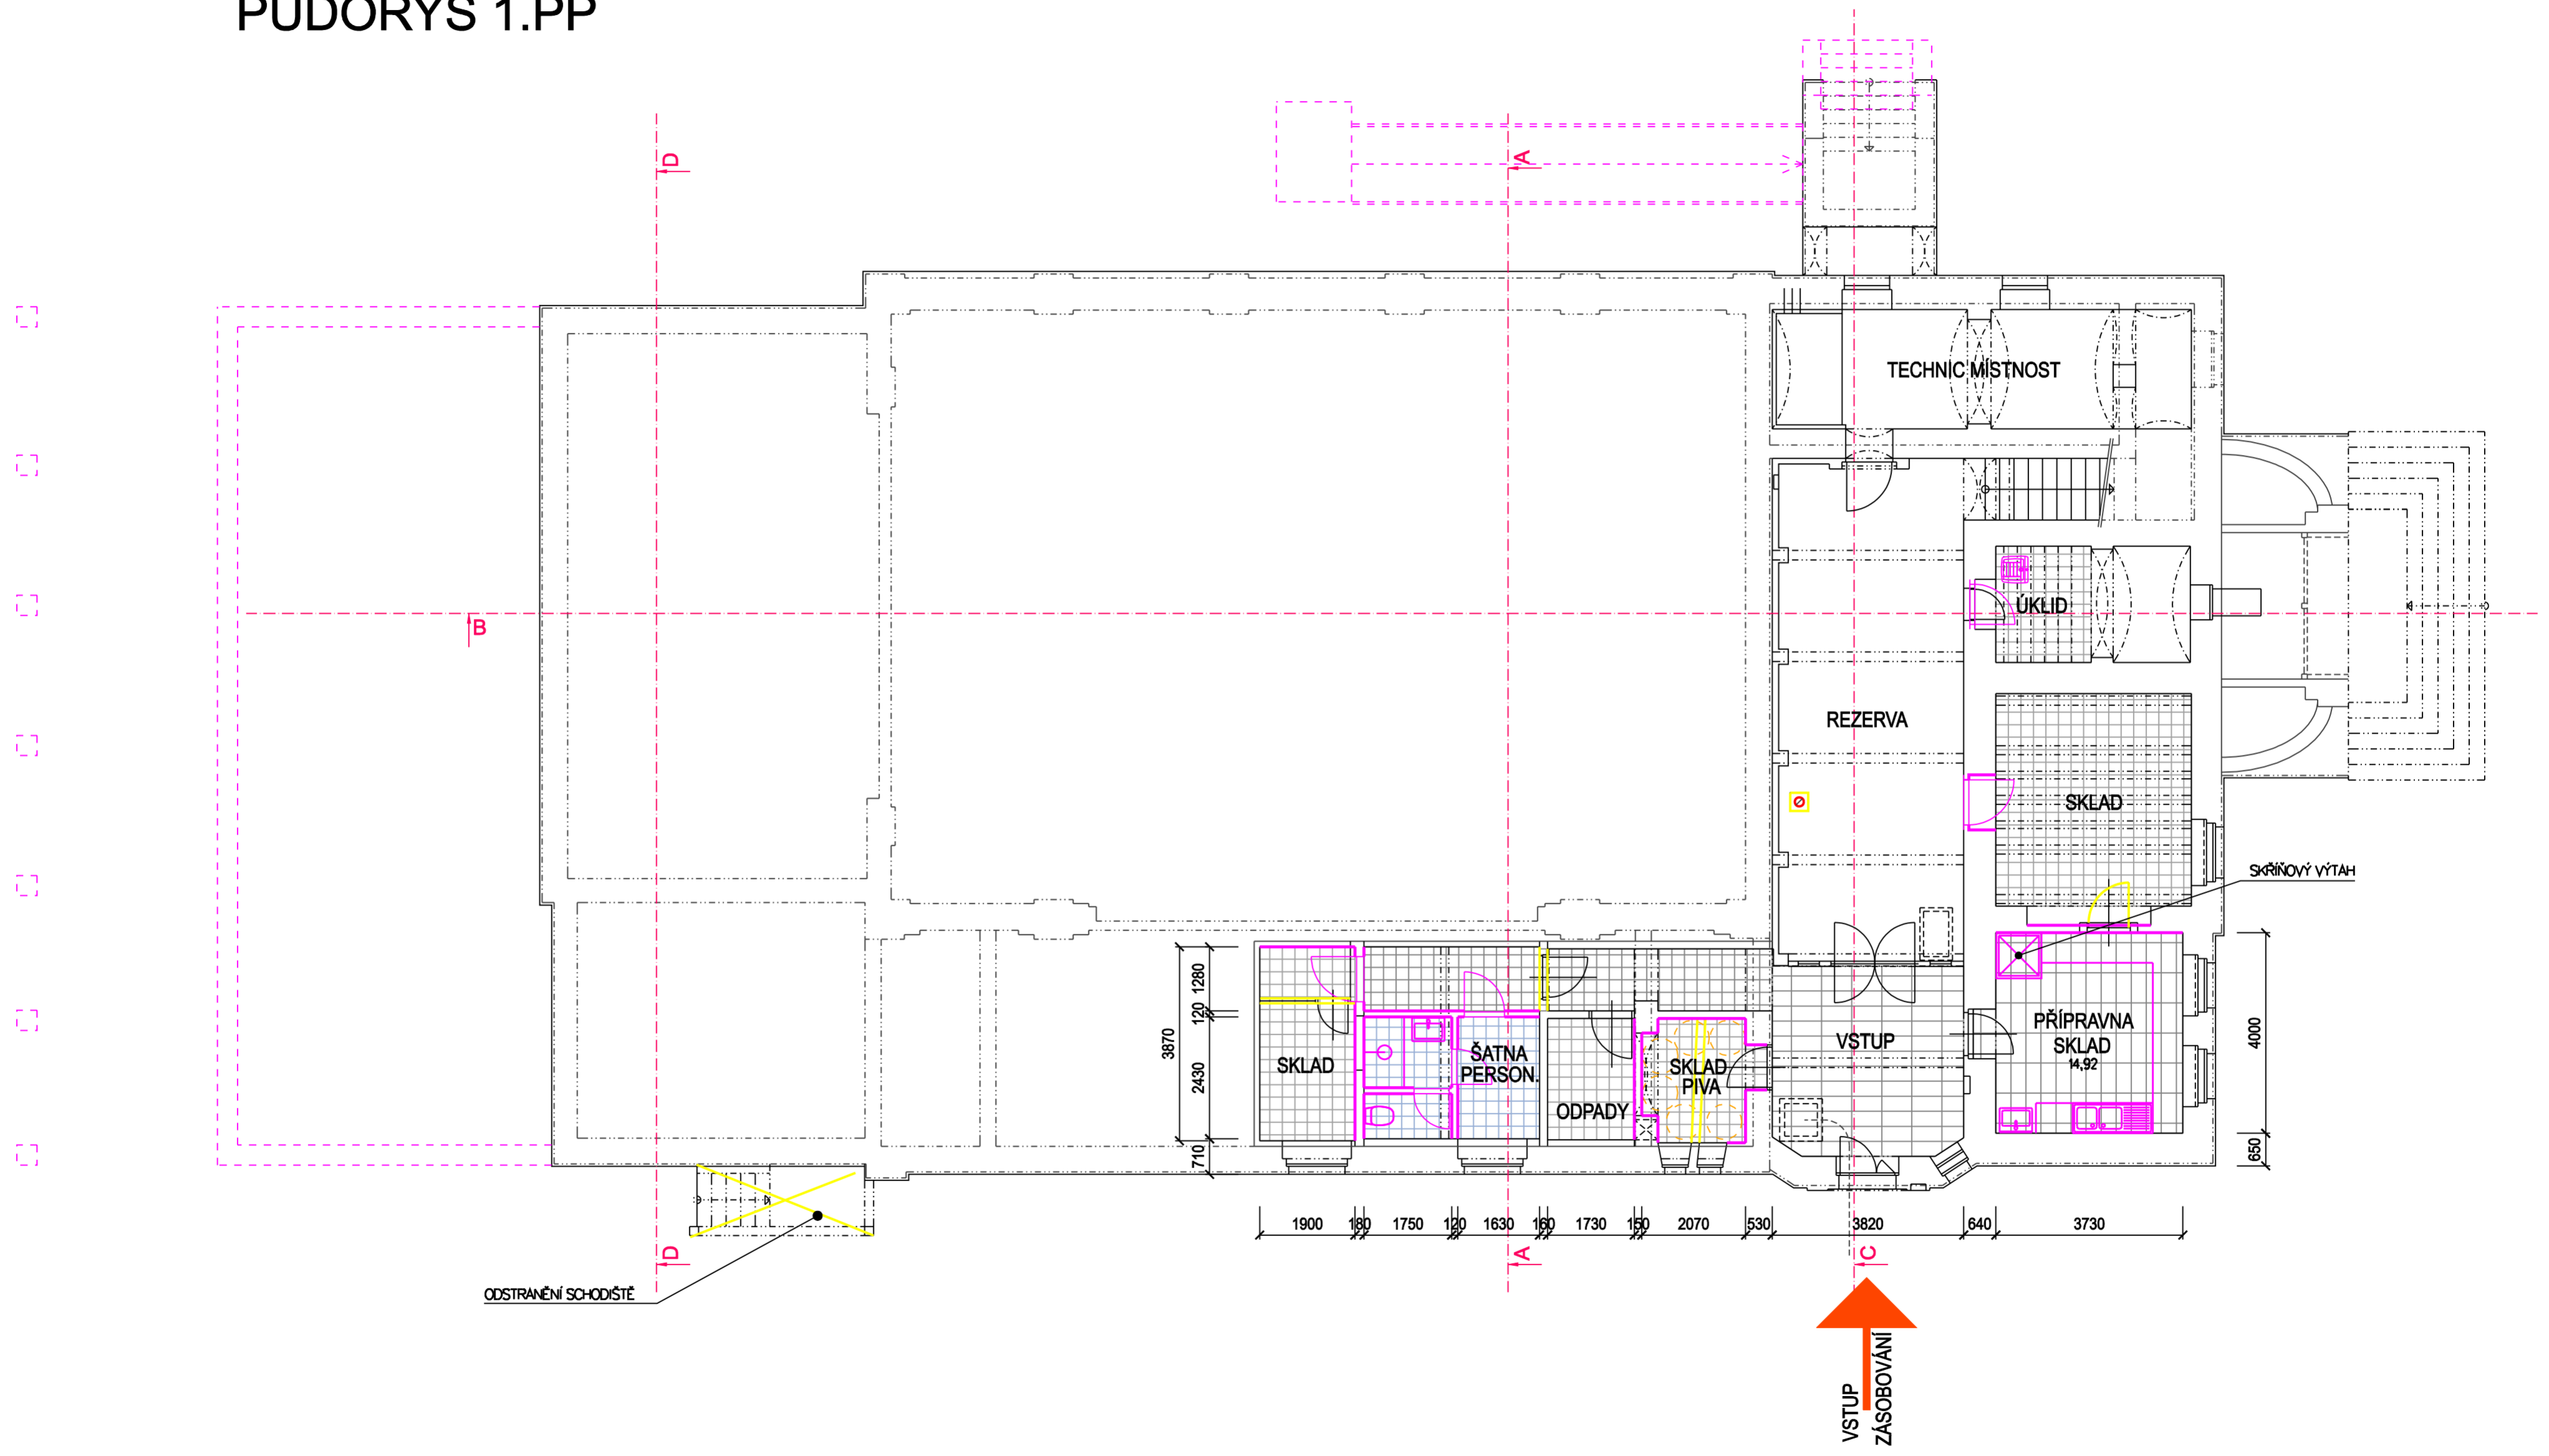 PŮDORYS 1.PP
D
A
TECHNIC MÍSTNOST
ÚKLID
B
REZERVA
SKLAD
SKŘÍŇOVÝ VÝTAH
1280
120
3870
2430
710
SKLAD
ŠATNA
PERSON.
ODPADY
SKLAD
PIVA
VSTUP
PŘÍPRAVNA
SKLAD
14,92
4000
650
1900 180 1750 120 1630 160 1730 150 2070 530 3820 640 3730
D
A
C
ODSTRANĚNÍ SCHODIŠTĚ
VSTUP
ZÁSOBOVÁNÍ